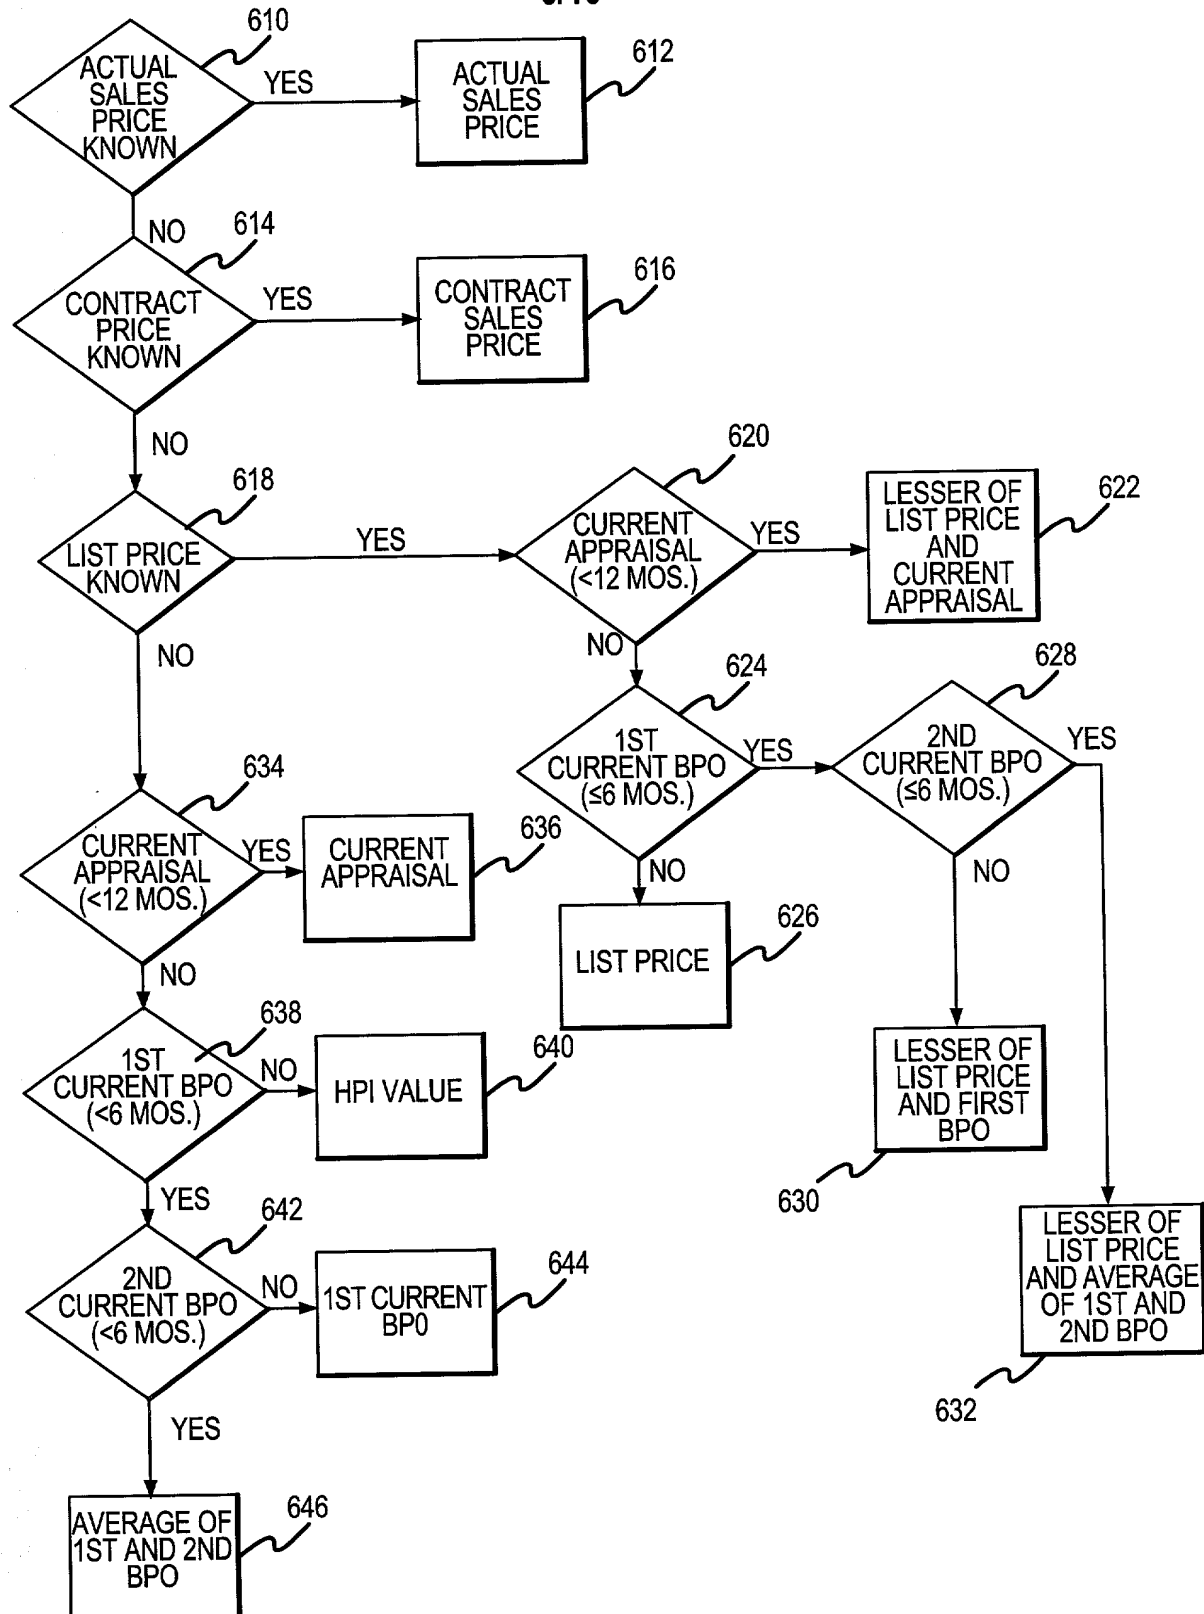 610
ACTUAL
SALES
PRICE
KNOWN
YES
ACTUAL
SALES
PRICE
612
NO
614
CONTRACT
PRICE
KNOWN
YES
CONTRACT
SALES
PRICE
616
NO
618
LIST PRICE
KNOWN
YES
620
CURRENT
APPRAISAL
(<12 MOS.)
YES
LESSER OF
LIST PRICE
AND
CURRENT
APPRAISAL
622
NO
NO
624
1ST
CURRENT BPO
(≤6 MOS.)
YES
628
2ND
CURRENT BPO
(≤6 MOS.)
YES
634
CURRENT
APPRAISAL
(<12 MOS.)
YES
CURRENT
APPRAISAL
636
NO
LIST PRICE
626
NO
NO
638
1ST
CURRENT BPO
(<6 MOS.)
NO
HPI VALUE
640
LESSER OF
LIST PRICE
AND FIRST
BPO
630
YES
642
2ND
CURRENT BPO
(<6 MOS.)
NO
1ST CURRENT
BPO
644
LESSER OF
LIST PRICE
AND AVERAGE
OF 1ST AND
2ND BPO
632
YES
AVERAGE OF
1ST AND 2ND
BPO
646